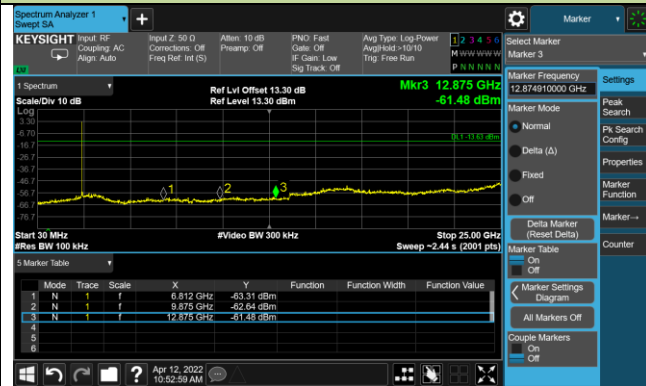 Spectrum Analyzer 1
Swept SA
Marker
KEYSIGHT
Input: RF
Coupling: AC
Align: Auto
Input Z: 50 Ω
Corrections: Off
Freq Ref: Int (S)
Atten: 10 dB
Preamp: Off
PNO: Fast
Gate: Off
IF Gain: Low
Sig Track: Off
Avg Type: Log-Power
Avg|Hold:>10/10
Trig: Free Run
1 2 3 4 5 6
M W W W W W
P N N N N N
LXI
Select Marker
Marker 3
1 Spectrum
Scale/Div 10 dB
Ref Lvl Offset 13.30 dB
Ref Level 13.30 dBm
Mkr3 12.875 GHz
-61.48 dBm
Log
3.30
-6.70
-16.7
-26.7
-36.7
-46.7
-56.7
-66.7
-76.7
DL1 -13.63 dBm
1
2
3
Start 30 MHz
#Res BW 100 kHz
#Video BW 300 kHz
Stop 25.00 GHz
Sweep ~2.44 s (2001 pts)
5 Marker Table
Mode Trace Scale X Y Function Function Width Function Value
1 N 1 f 6.812 GHz -63.31 dBm
2 N 1 f 9.875 GHz -62.64 dBm
3 N 1 f 12.875 GHz -61.48 dBm
4
5
6
Apr 12, 2022
10:52:59 AM
Marker Frequency
12.874910000 GHz
Marker Mode
Normal
Delta (Δ)
Fixed
Off
Delta Marker
(Reset Delta)
Marker Table
On
Off
Marker Settings
Diagram
All Markers Off
Couple Markers
On
Off
Settings
Peak
Search
Pk Search
Config
Properties
Marker
Function
Marker→
Counter